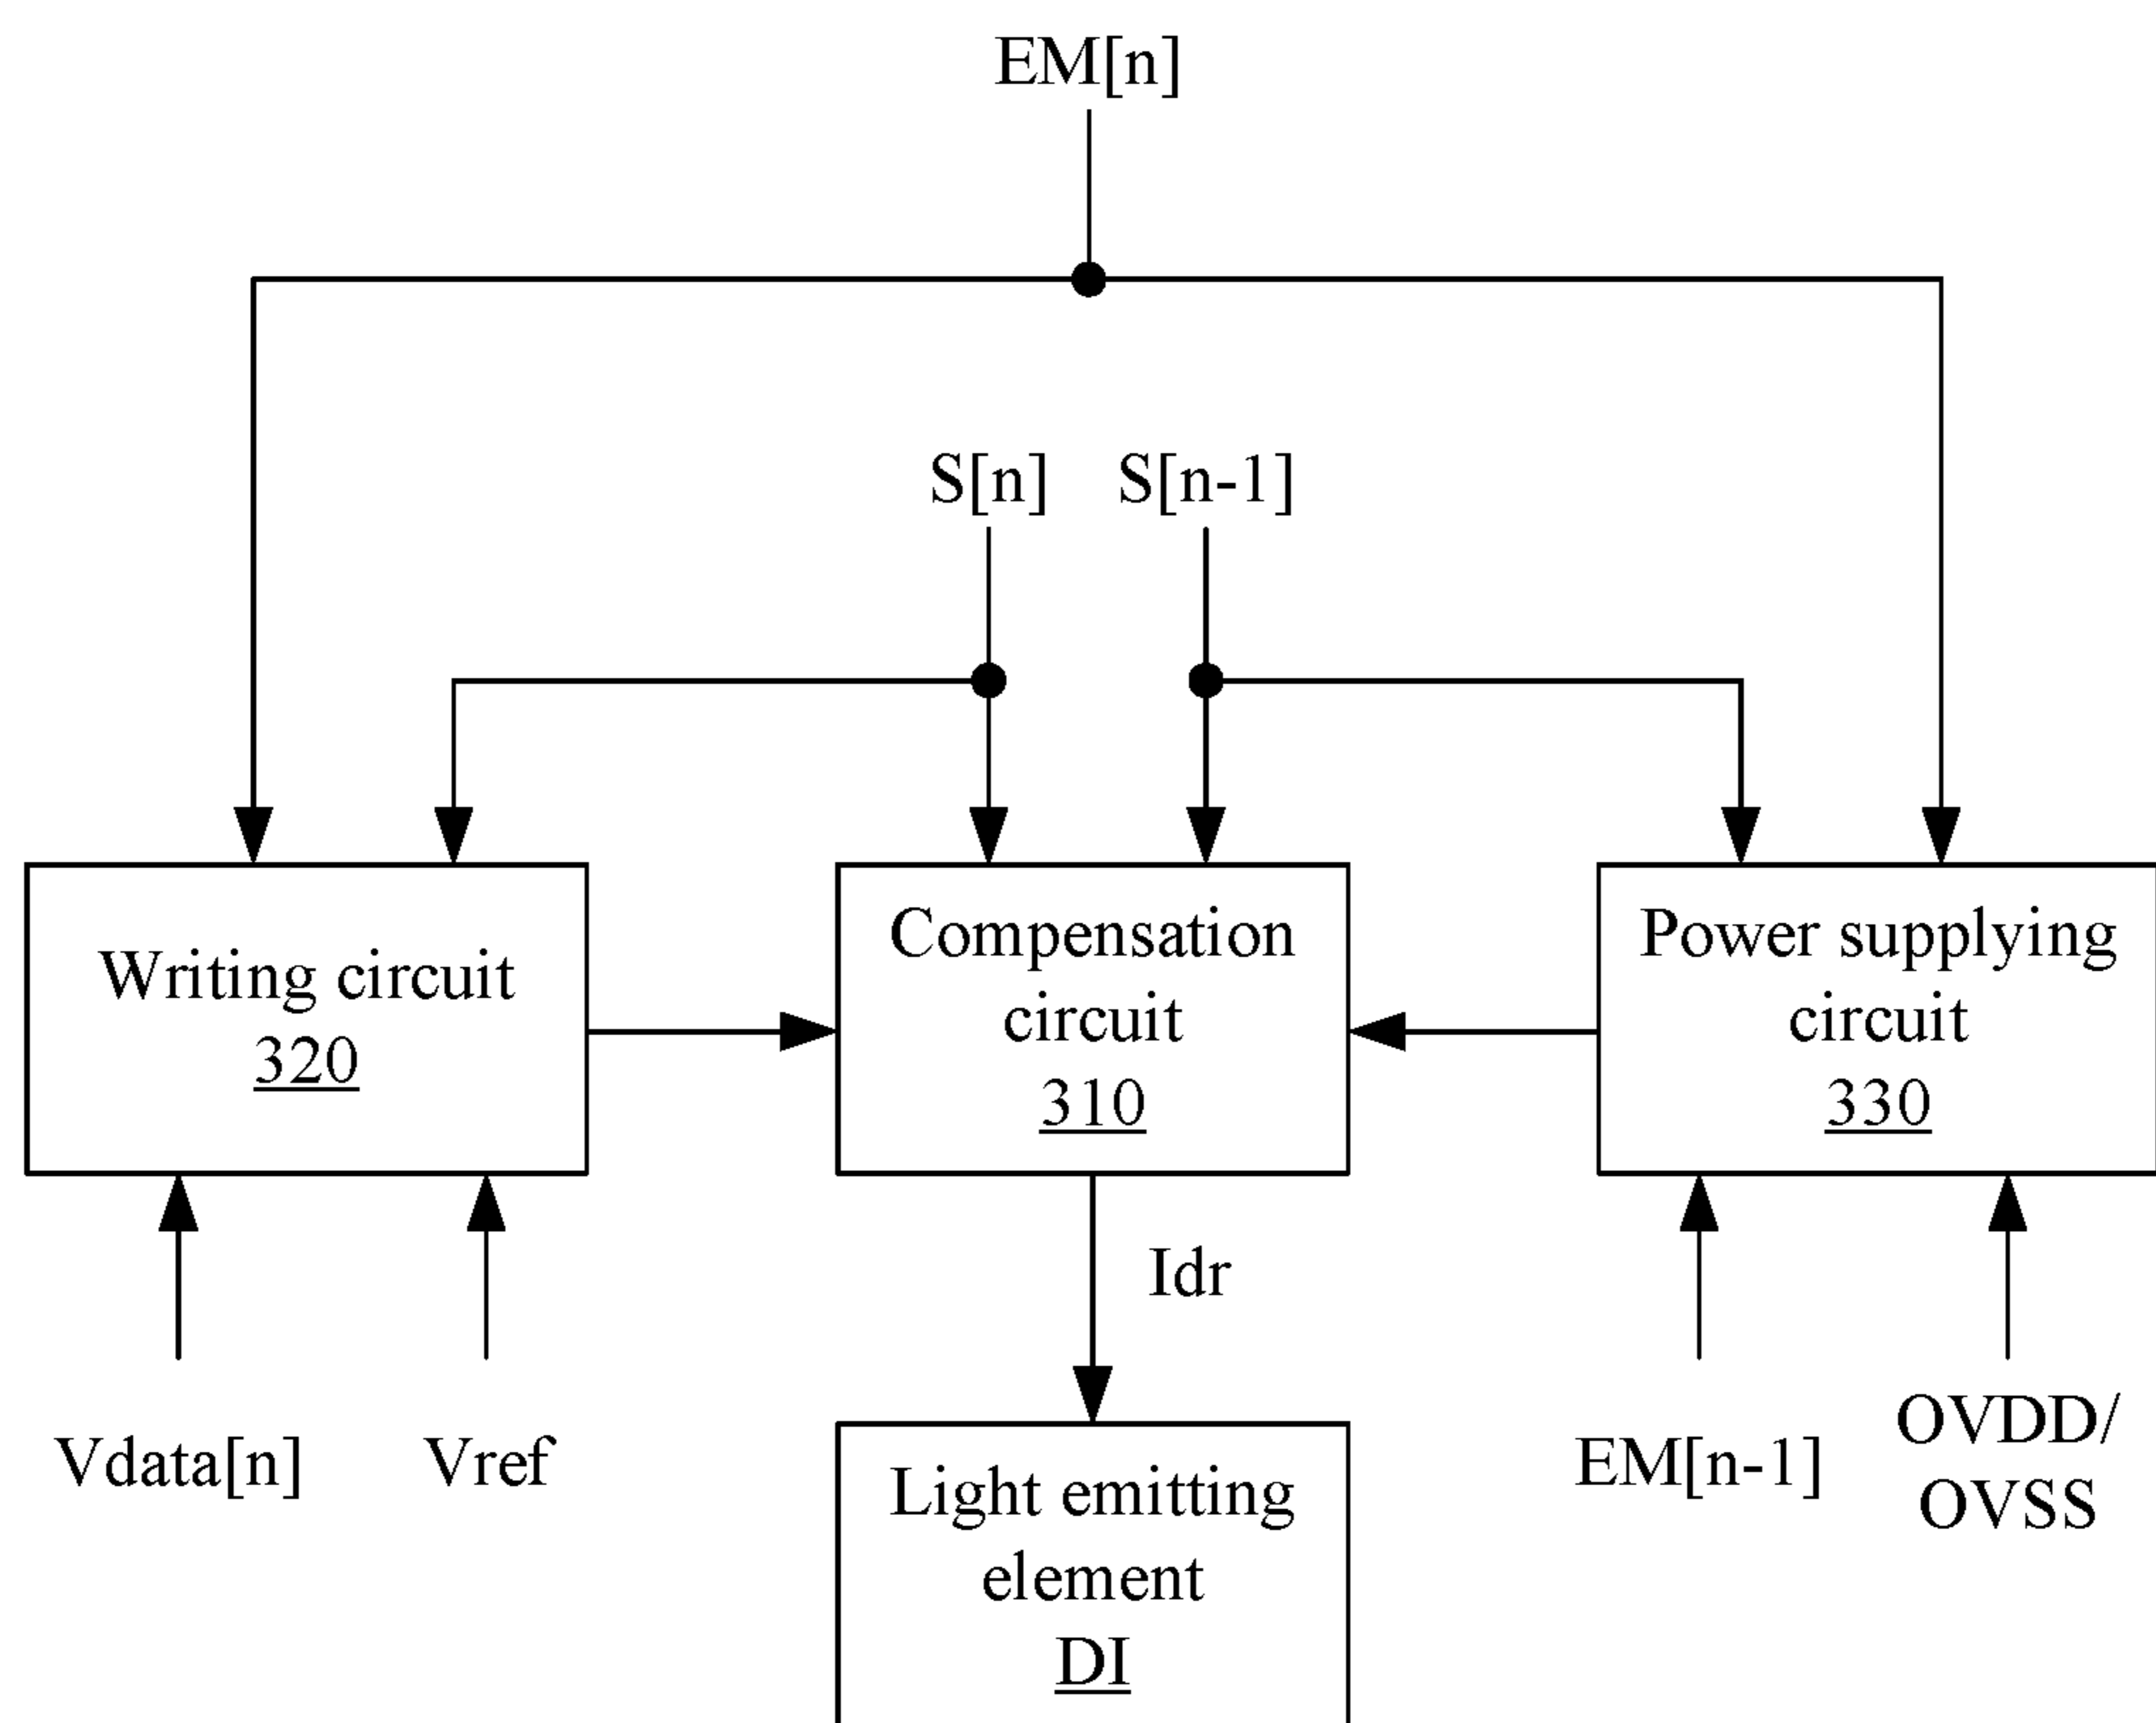 EM[n]
S[n]
S[n-1]
Writing circuit
320
Compensation
circuit
310
Power supplying
circuit
330
Idr
Vdata[n]
Vref
EM[n-1]
OVDD/
OVSS
Light emitting
element
DI